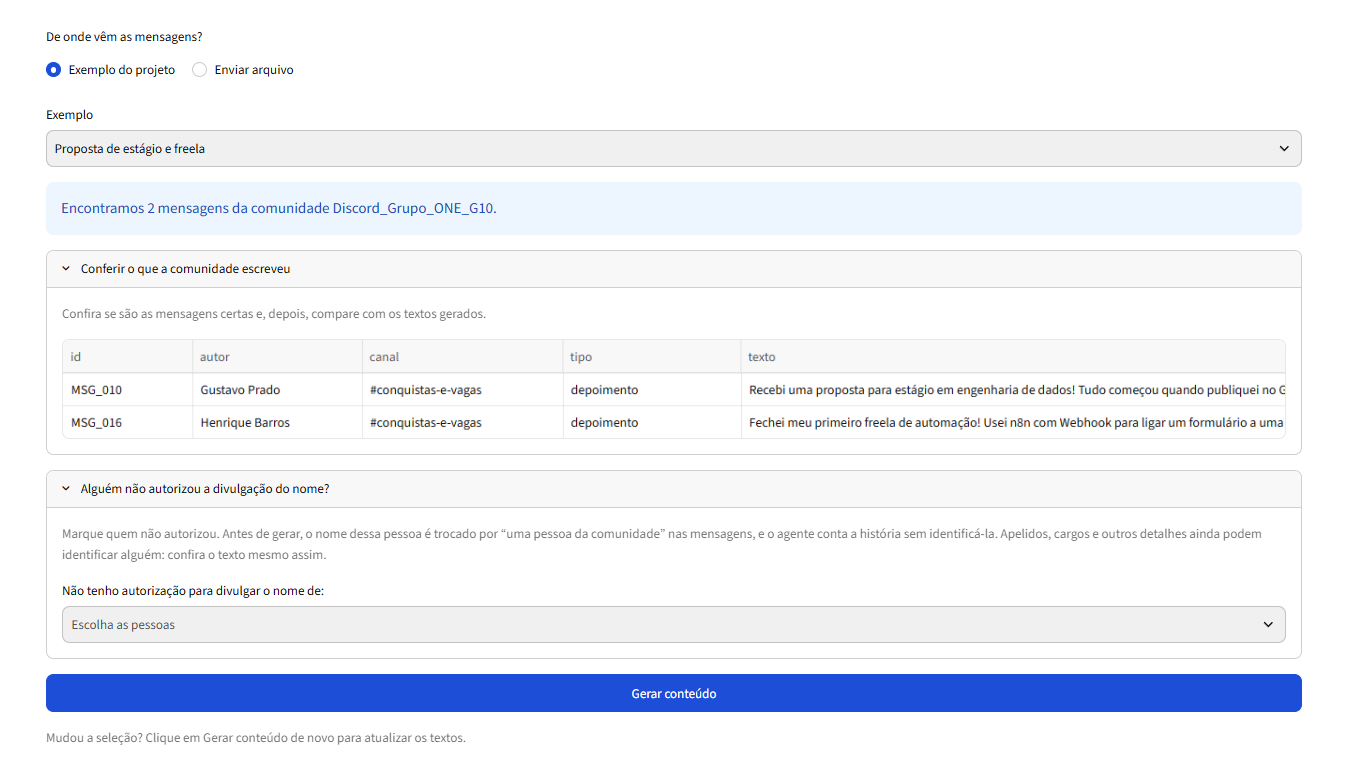 De onde vêm as mensagens?
Exemplo do projeto Enviar arquivo
Exemplo
Proposta de estágio e freela
Encontramos 2 mensagens da comunidade Discord_Grupo_ONE_G10.
Conferir o que a comunidade escreveu
Confira se são as mensagens certas e, depois, compare com os textos gerados.
id autor canal tipo texto
MSG_010 Gustavo Prado #conquistas-e-vagas depoimento Recebi uma proposta para estágio em engenharia de dados! Tudo começou quando publiquei no G
MSG_016 Henrique Barros #conquistas-e-vagas depoimento Fechei meu primeiro freela de automação! Usei n8n com Webhook para ligar um formulário a uma
Alguém não autorizou a divulgação do nome?
Marque quem não autorizou. Antes de gerar, o nome dessa pessoa é trocado por “uma pessoa da comunidade” nas mensagens, e o agente conta a história sem identificá-la. Apelidos, cargos e outros detalhes ainda podem
identificar alguém: confira o texto mesmo assim.
Não tenho autorização para divulgar o nome de:
Escolha as pessoas
Gerar conteúdo
Mudou a seleção? Clique em Gerar conteúdo de novo para atualizar os textos.